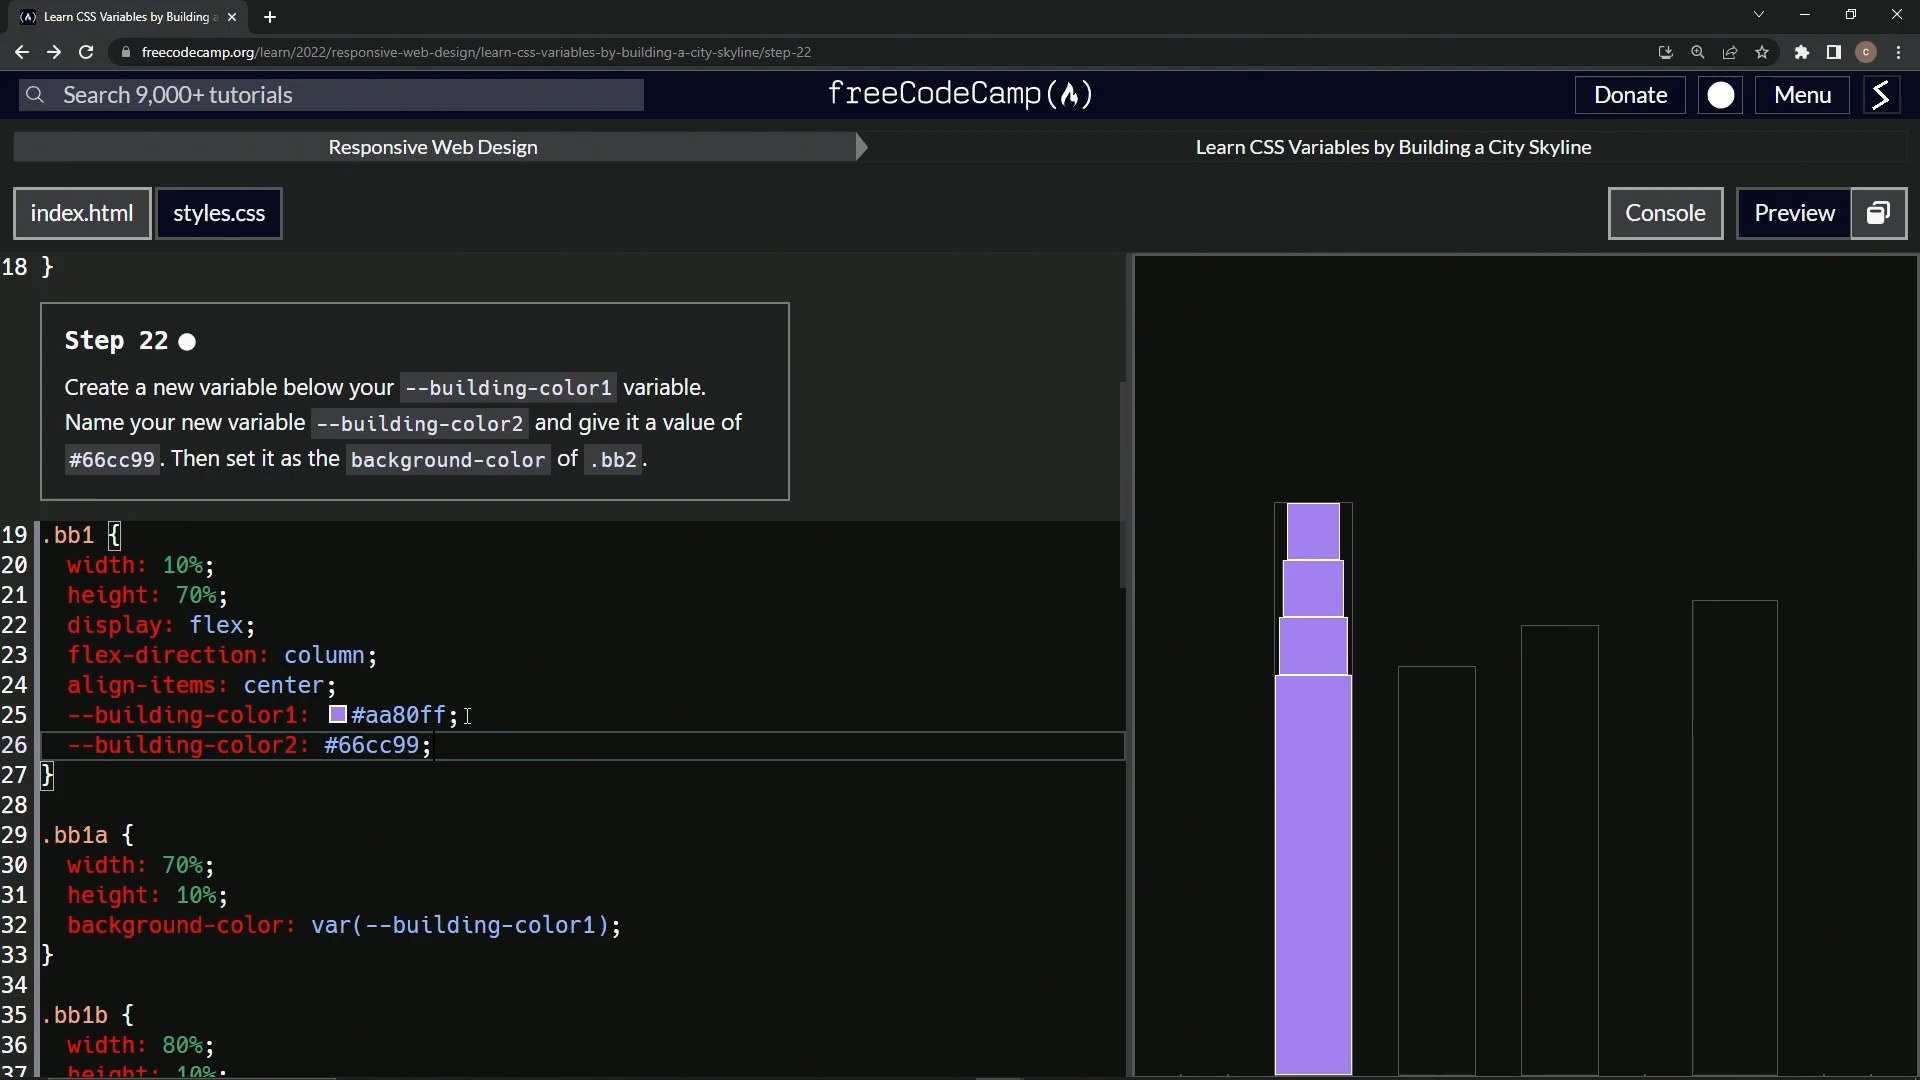 Learn CSS Variables by Building a
freecodecamp.org/learn/2022/responsive-web-design/learn-css-variables-by-building-a-city-skyline/step-22
c
Search 9,000+ tutorials
freeCodeCamp
Donate
Menu
Responsive Web Design
Learn CSS Variables by Building a City Skyline
index.html
styles.css
Console
Preview
18 }
Step 22
Create a new variable below your --building-color1 variable.
Name your new variable --building-color2 and give it a value of
#66cc99. Then set it as the background-color of .bb2.
19 .bb1 {
20 width: 10%;
21 height: 70%;
22 display: flex;
23 flex-direction: column;
24 align-items: center;
25 --building-color1: #aa80ff;
26 --building-color2: #66cc99;
27 }
28
29 .bb1a {
30 width: 70%;
31 height: 10%;
32 background-color: var(--building-color1);
33 }
34
35 .bb1b {
36 width: 80%;
37 height: 10%;